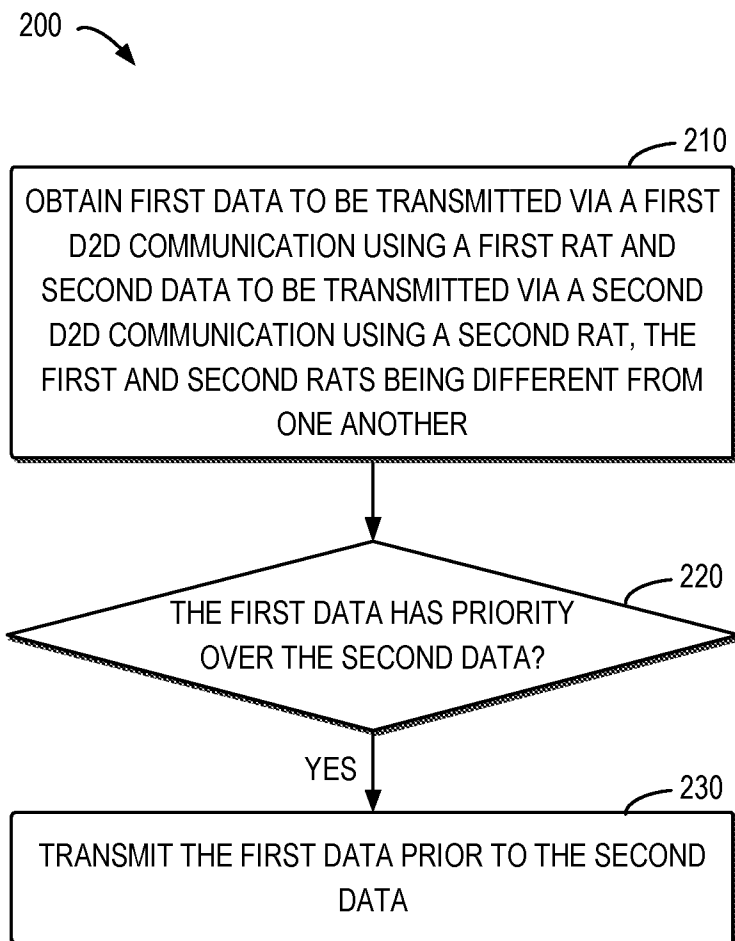 200
210
OBTAIN FIRST DATA TO BE TRANSMITTED VIA A FIRST
D2D COMMUNICATION USING A FIRST RAT AND
SECOND DATA TO BE TRANSMITTED VIA A SECOND
D2D COMMUNICATION USING A SECOND RAT, THE
FIRST AND SECOND RATS BEING DIFFERENT FROM
ONE ANOTHER
220
THE FIRST DATA HAS PRIORITY
OVER THE SECOND DATA?
YES
230
TRANSMIT THE FIRST DATA PRIOR TO THE SECOND
DATA